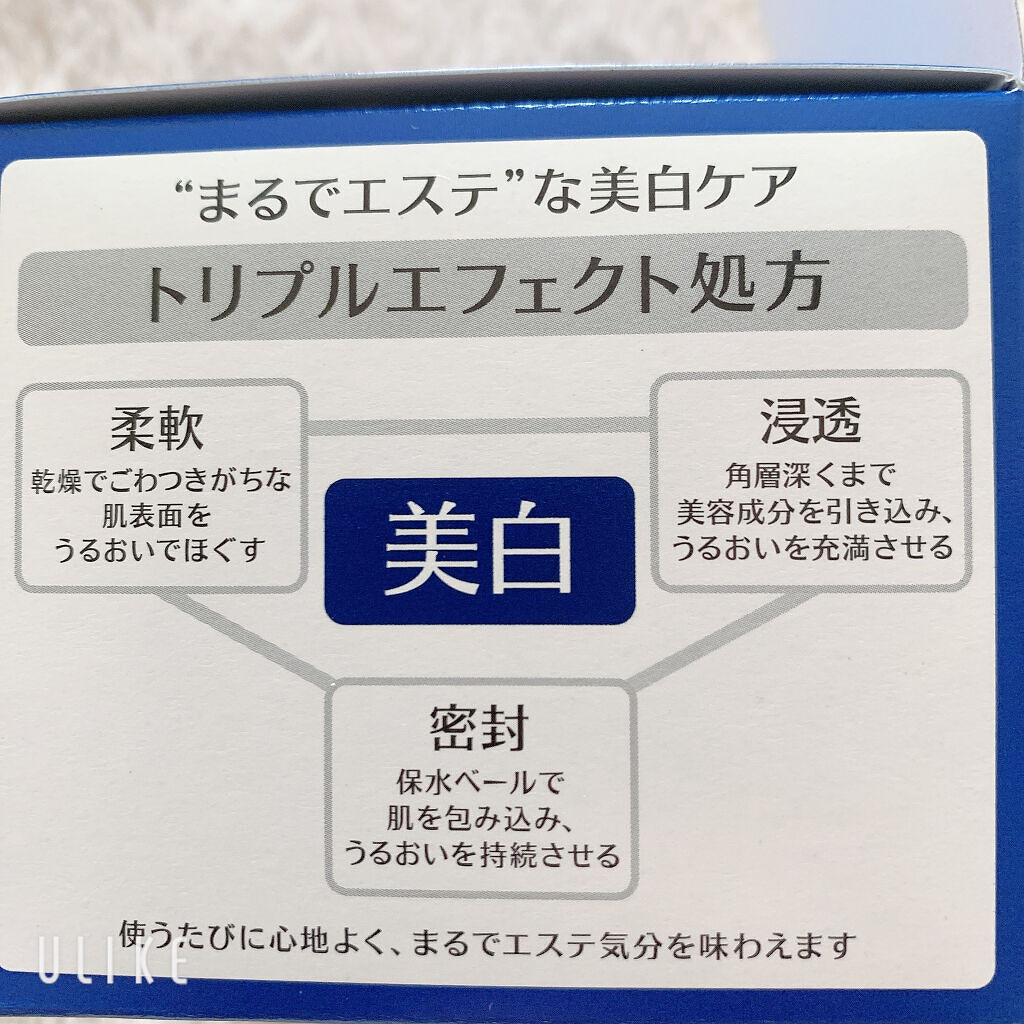 “まるでエステ”な美白ケア
トリプルエフェクト処方
柔軟
乾燥でごわつきがちな
肌表面を
うるおいでほぐす
浸透
角層深くまで
美容成分を引き込み、
うるおいを充満させる
美白
密封
保水ベールで
肌を包み込み、
うるおいを持続させる
使うたびに心地よく、まるでエステ気分を味わえます
ULIKE